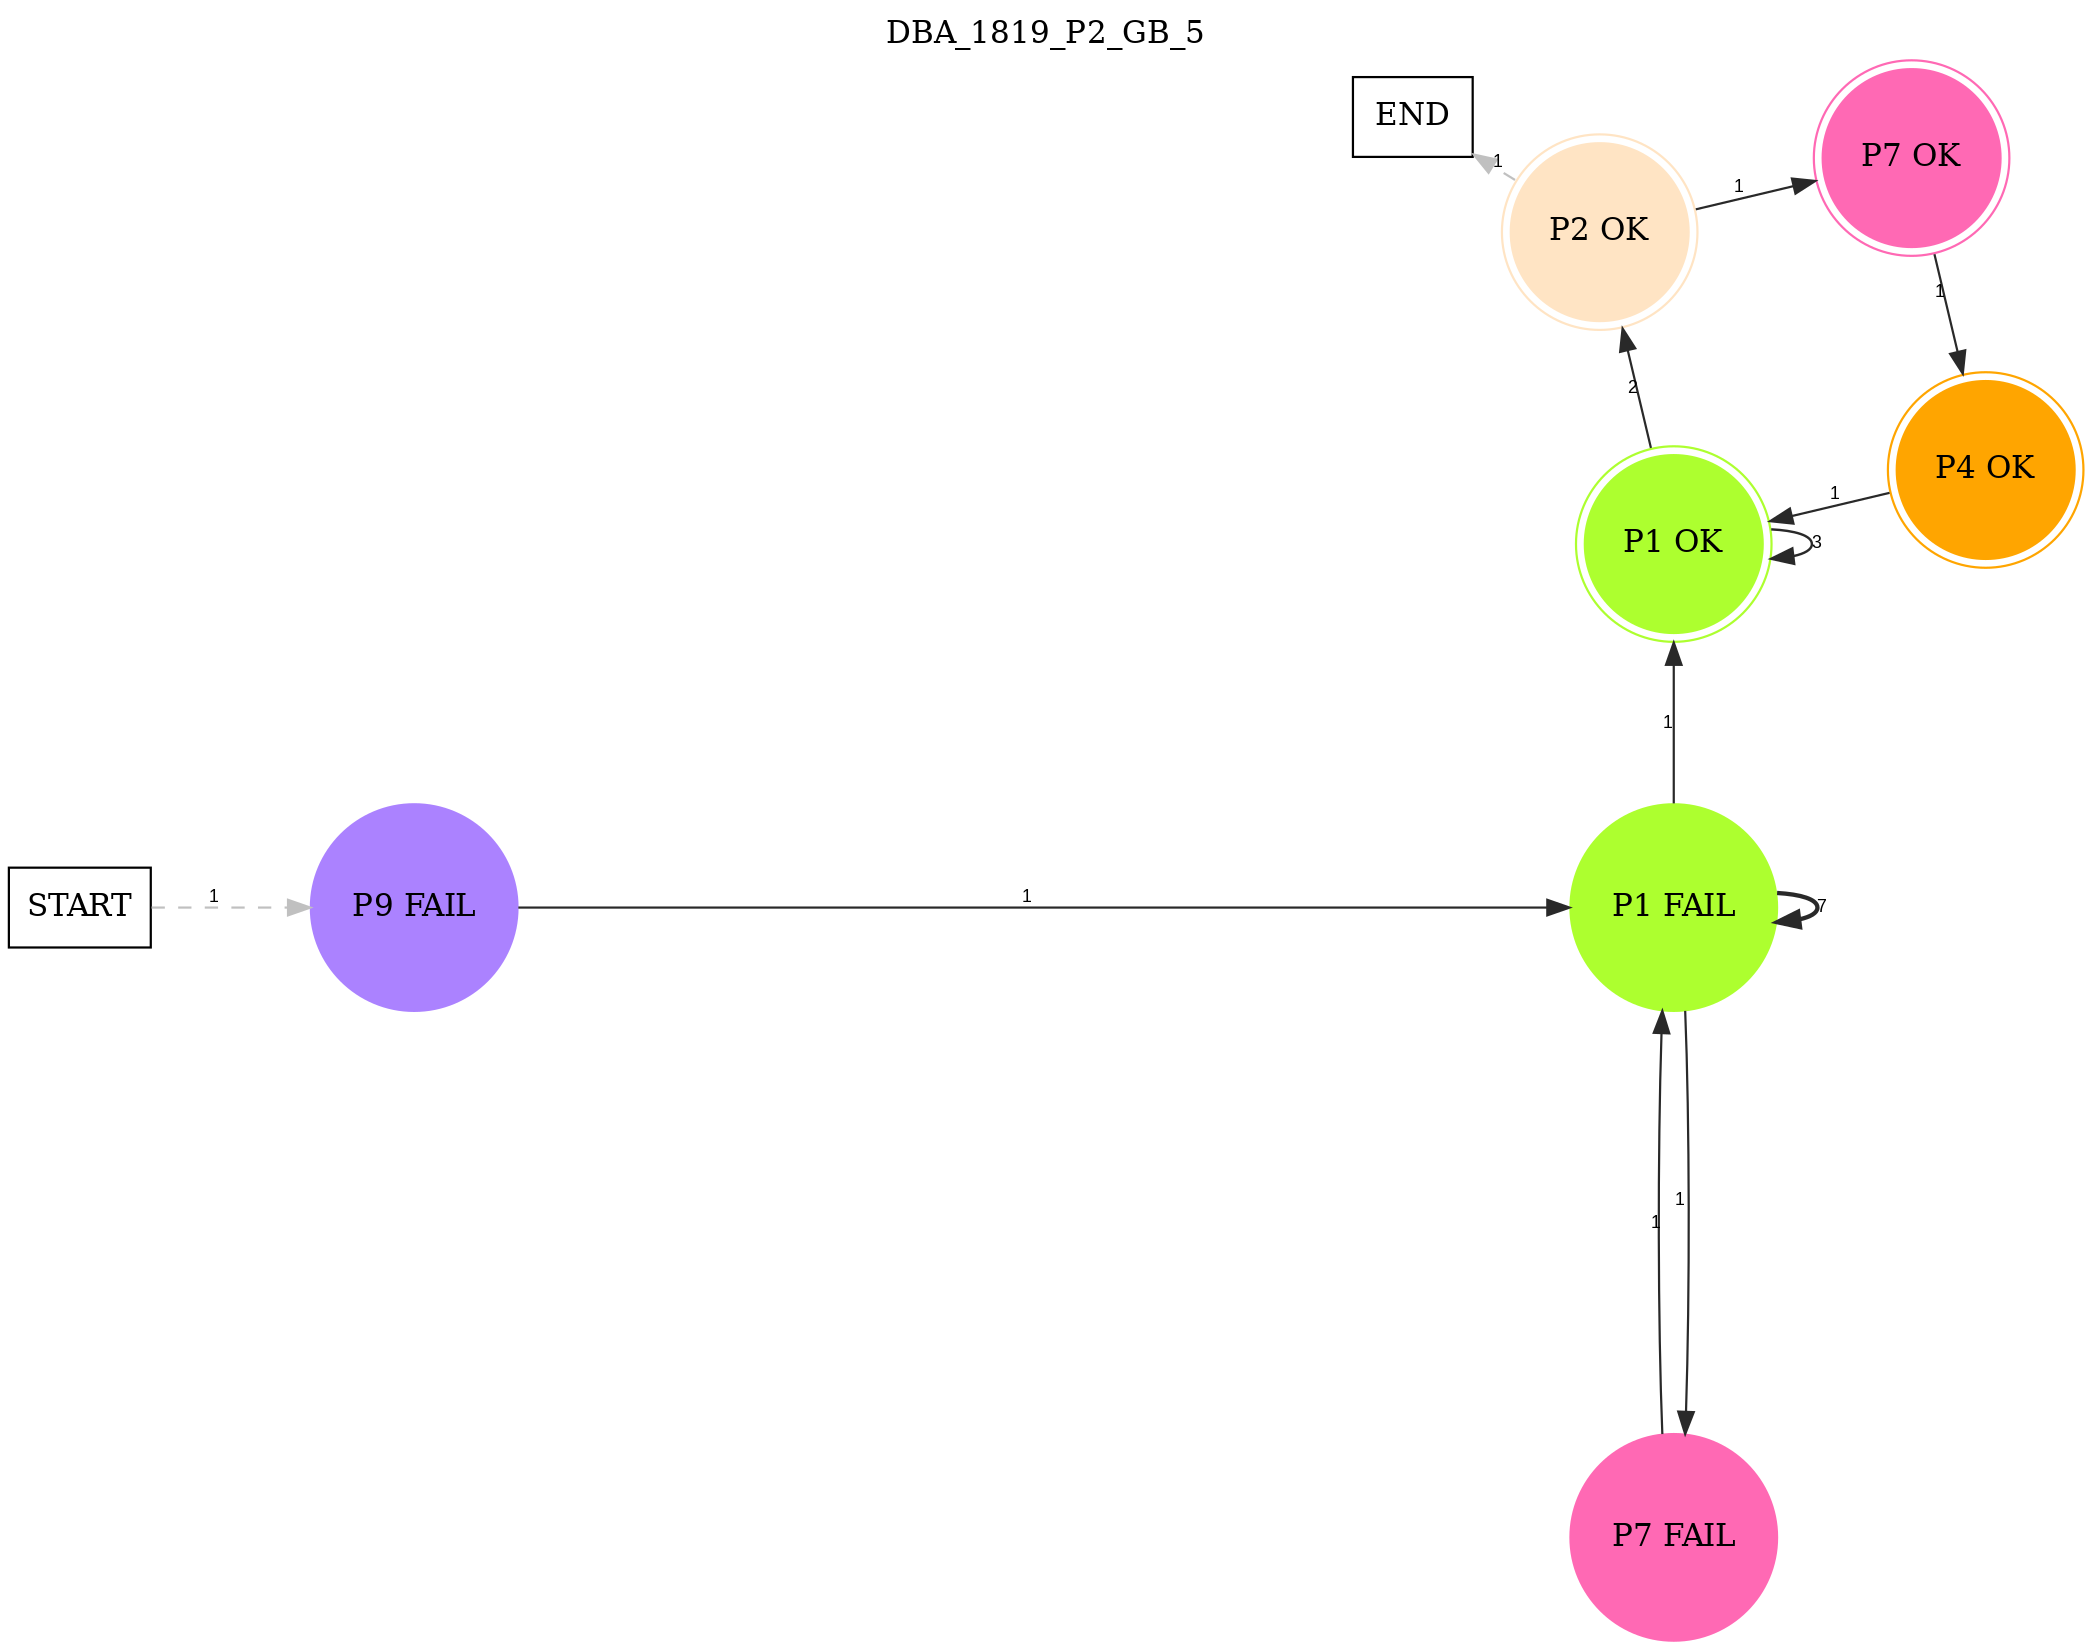 DBA_1819_P2_GB_5
END
1
P2 OK
1
P7 OK
1
2
P4 OK
1
P1 OK
3
1
START
1
P9 FAIL
1
P1 FAIL
7
1
1
P7 FAIL